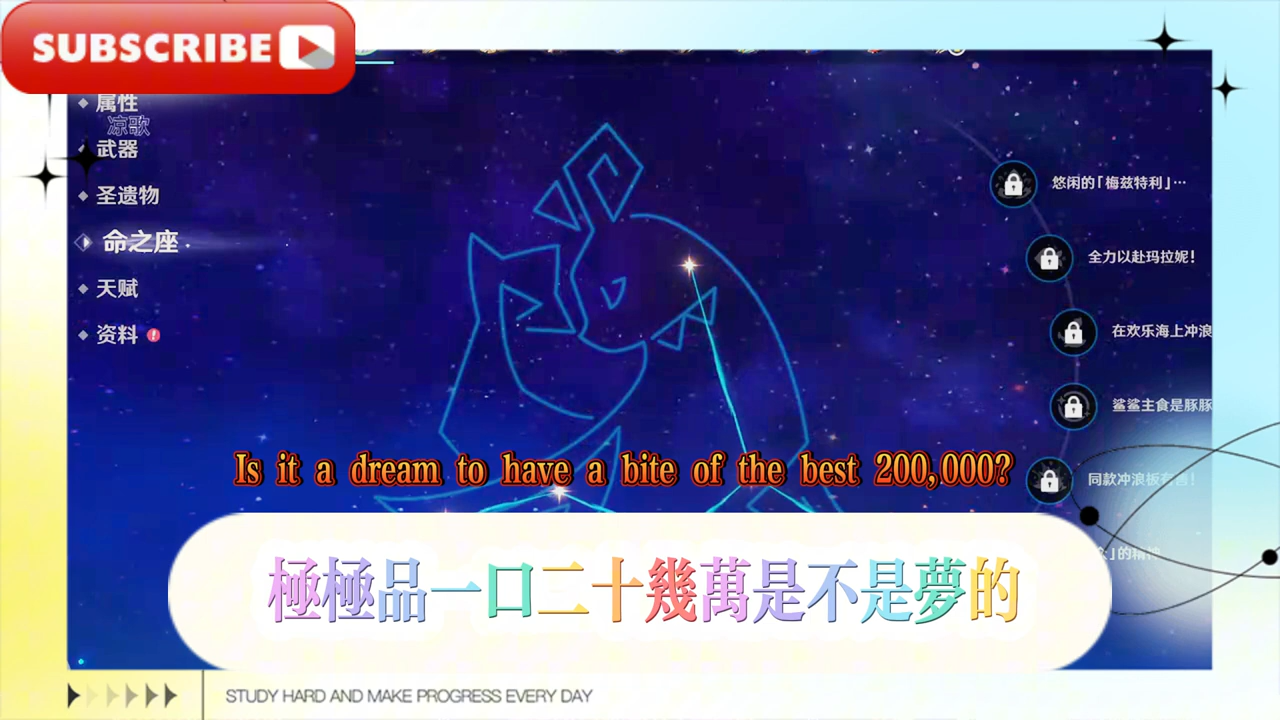 SUBSCRIBE
属性
凉歌
武器
圣遗物
命之座
天赋
资料
悠闲的「梅兹特利」…
全力以赴玛拉妮!
在欢乐海上冲浪
鲨鲨主食是豚豚
同款冲浪板有售!
」的精神
Is it a dream to have a bite of the best 200,000?
極極品一口二十幾萬是不是夢的
STUDY HARD AND MAKE PROGRESS EVERY DAY